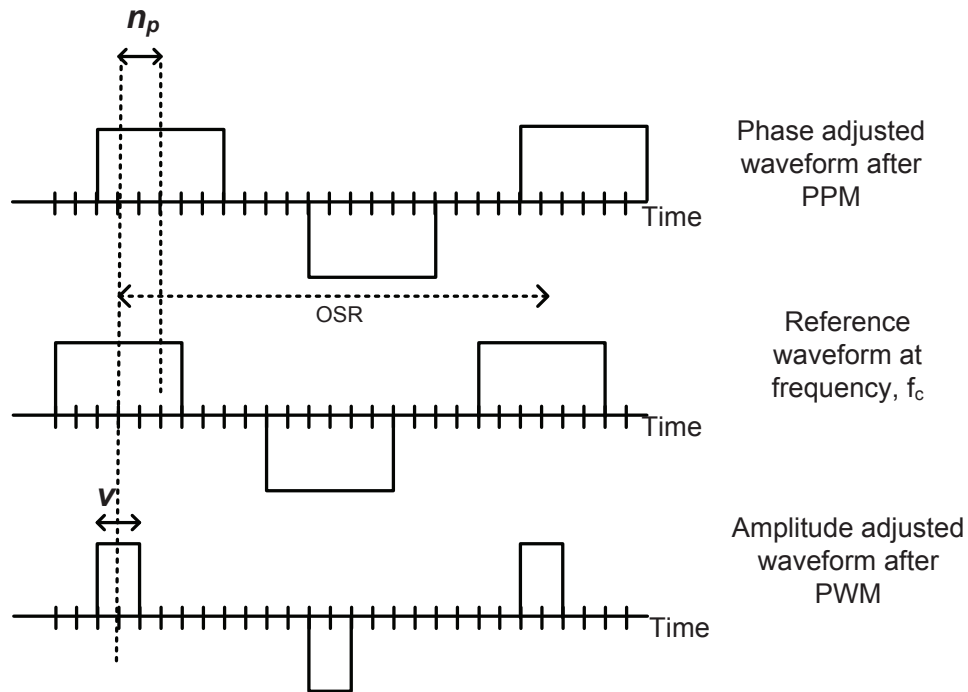 n_p
Phase adjusted
waveform after
PPM
Time
OSR
Reference
waveform at
frequency, f_c
Time
v
Amplitude adjusted
waveform after
PWM
Time